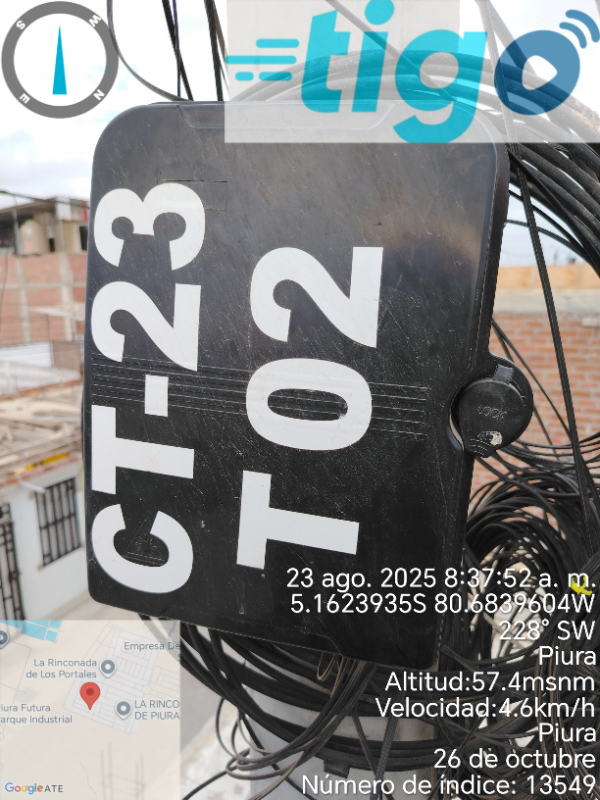 S
W
E
N
tigo
CT-23
T02
23 ago. 2025 8:37:52 a. m.
5.1623935S 80.6839604W
228° SW
Piura
Altitud:57.4msnm
Velocidad:4.6km/h
Piura
26 de octubre
Número de índice: 13549
Empresa De
La Rinconada
de Los Portales
Piura Futura
Parque Industrial
LA RINCO
DE PIURA
Google ATE